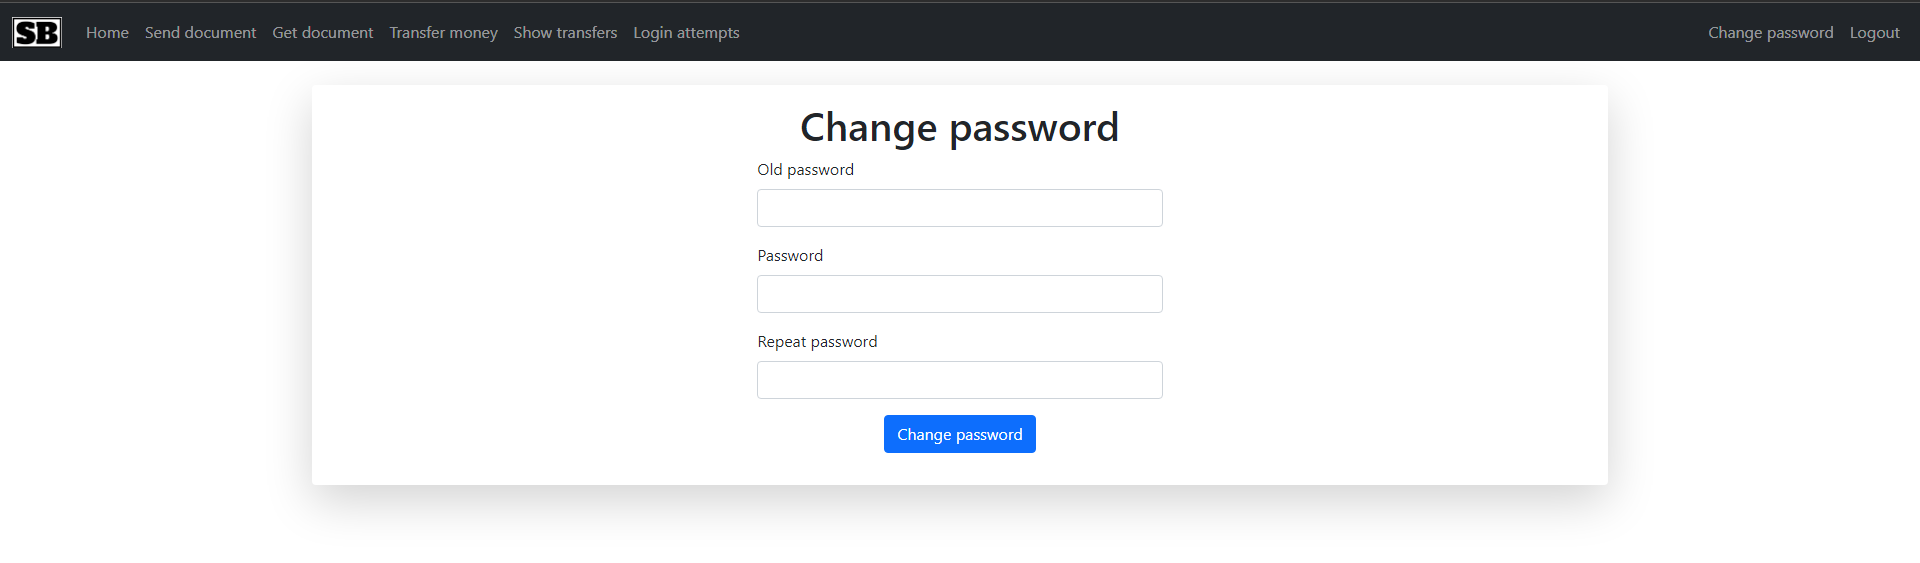 SB Home Send document Get document Transfer money Show transfers Login attempts Change password Logout
Change password
Old password
Password
Repeat password
Change password